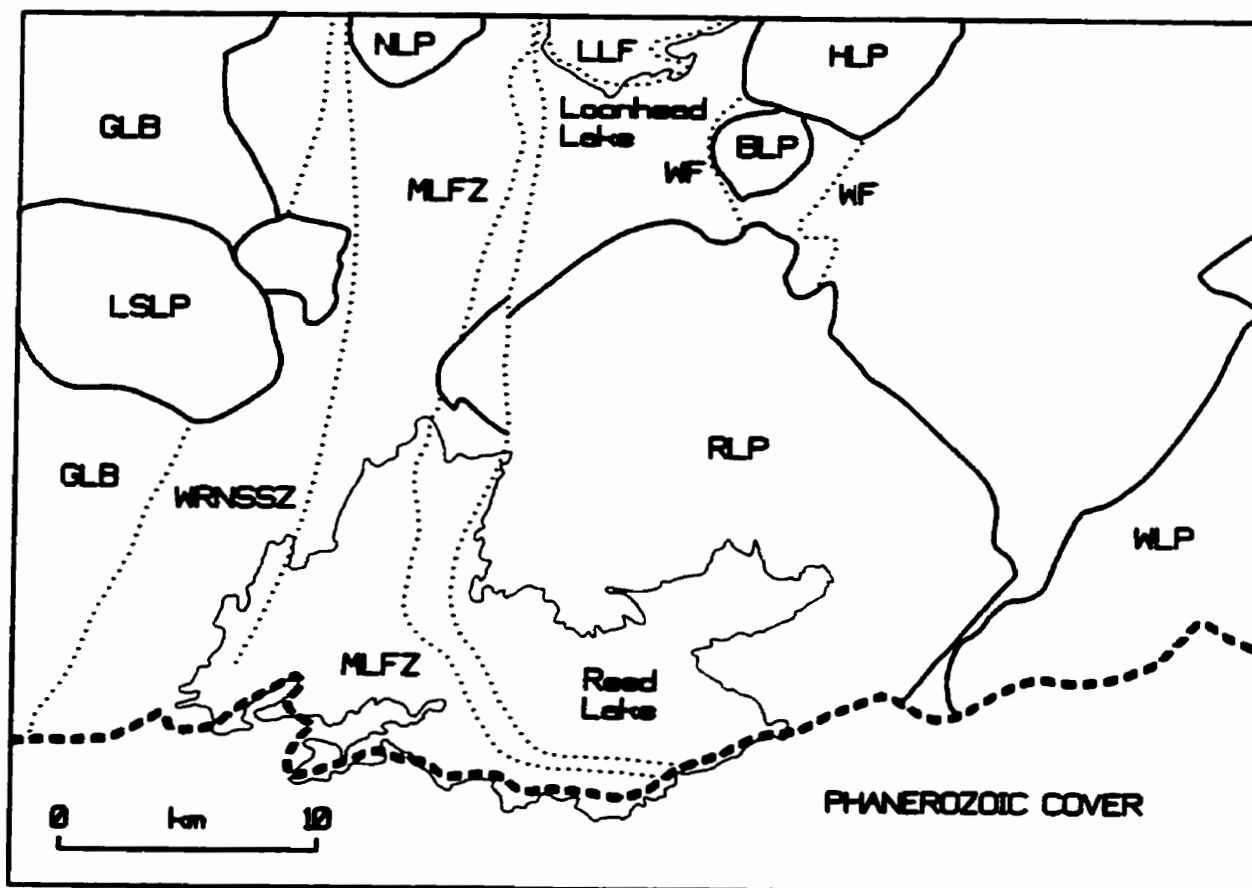 NLP
LLF
HLP
GLB
Loonhead
Lake
BLP
WF
MLFZ
WF
LSLP
RLP
GLB
WRNSSZ
WLP
MLFZ
Reed
Lake
PHANEROZOIC COVER
0 km 10